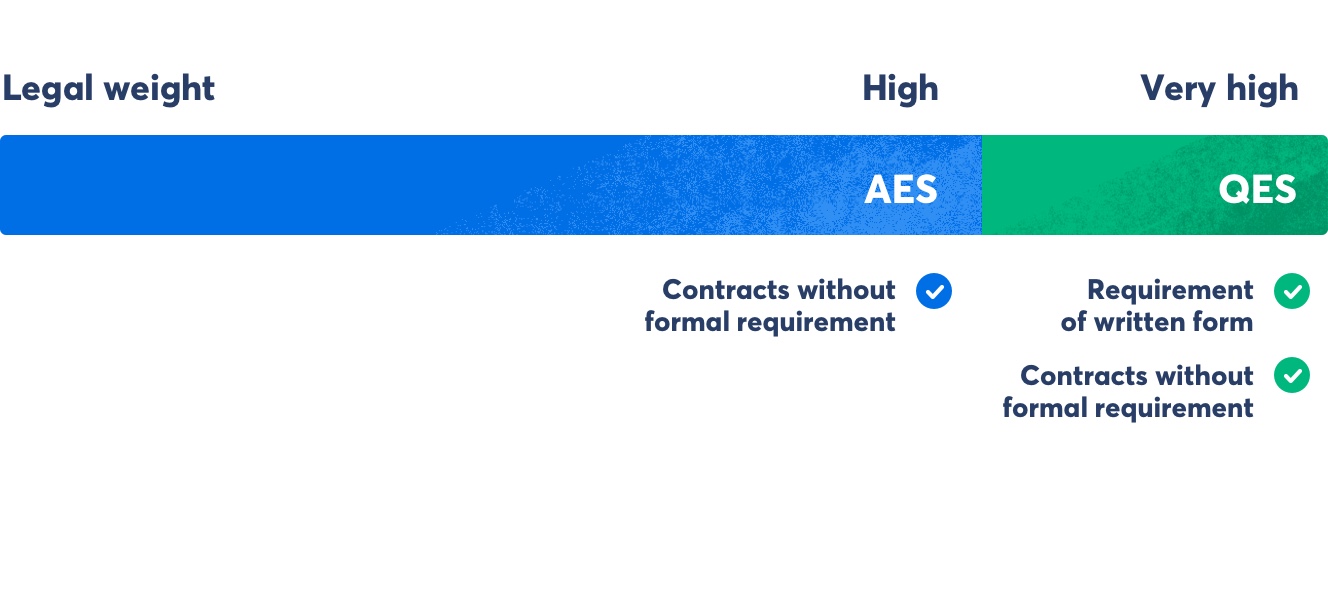 Legal weight
High
Very high
AES
QES
Contracts without
formal requirement
Requirement
of written form
Contracts without
formal requirement